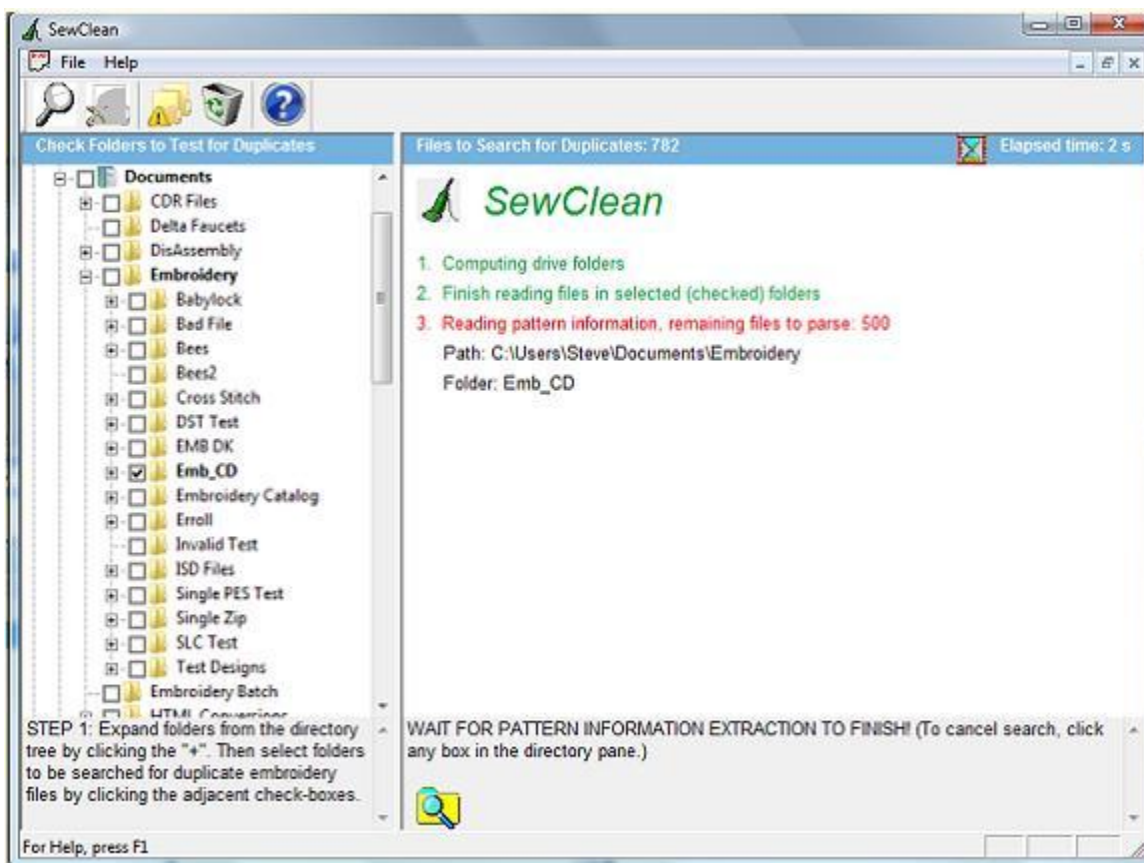 SewClean
File Help
Check Folders to Test for Duplicates
Documents
CDR Files
Delta Faucets
DisAssembly
Embroidery
Babylock
Bad File
Bees
Bees2
Cross Stitch
DST Test
EMB DK
Emb_CD
Embroidery Catalog
Erroll
Invalid Test
ISD Files
Single PES Test
Single Zip
SLC Test
Test Designs
Embroidery Batch
HTML Conversions
STEP 1: Expand folders from the directory
tree by clicking the "+". Then select folders
to be searched for duplicate embroidery
files by clicking the adjacent check-boxes.
Files to Search for Duplicates: 782
Elapsed time: 2 s
SewClean
1. Computing drive folders
2. Finish reading files in selected (checked) folders
3. Reading pattern information, remaining files to parse: 500
Path: C:\Users\Steve\Documents\Embroidery
Folder: Emb_CD
WAIT FOR PATTERN INFORMATION EXTRACTION TO FINISH! (To cancel search, click
any box in the directory pane.)
For Help, press F1